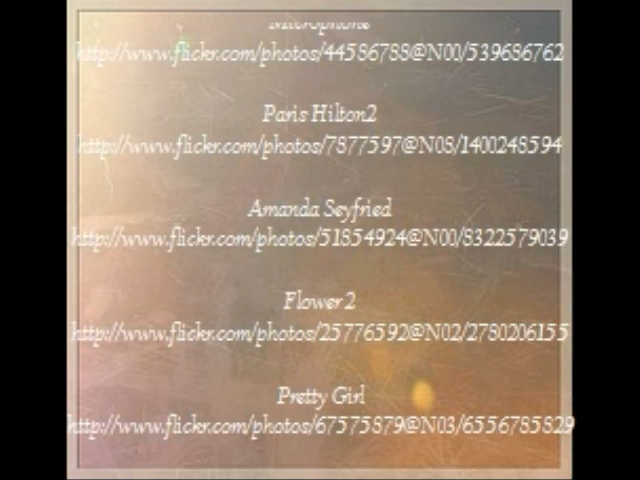 http://www.flickr.com/photos/44586788@N00/539686762
Paris Hilton2
http://www.flickr.com/photos/7877597@N08/1400248594
Amanda Seyfried
http://www.flickr.com/photos/51854924@N00/8322579039
Flower 2
http://www.flickr.com/photos/25776592@N02/2780206155
Pretty Girl
http://www.flickr.com/photos/67575879@N03/6556785829